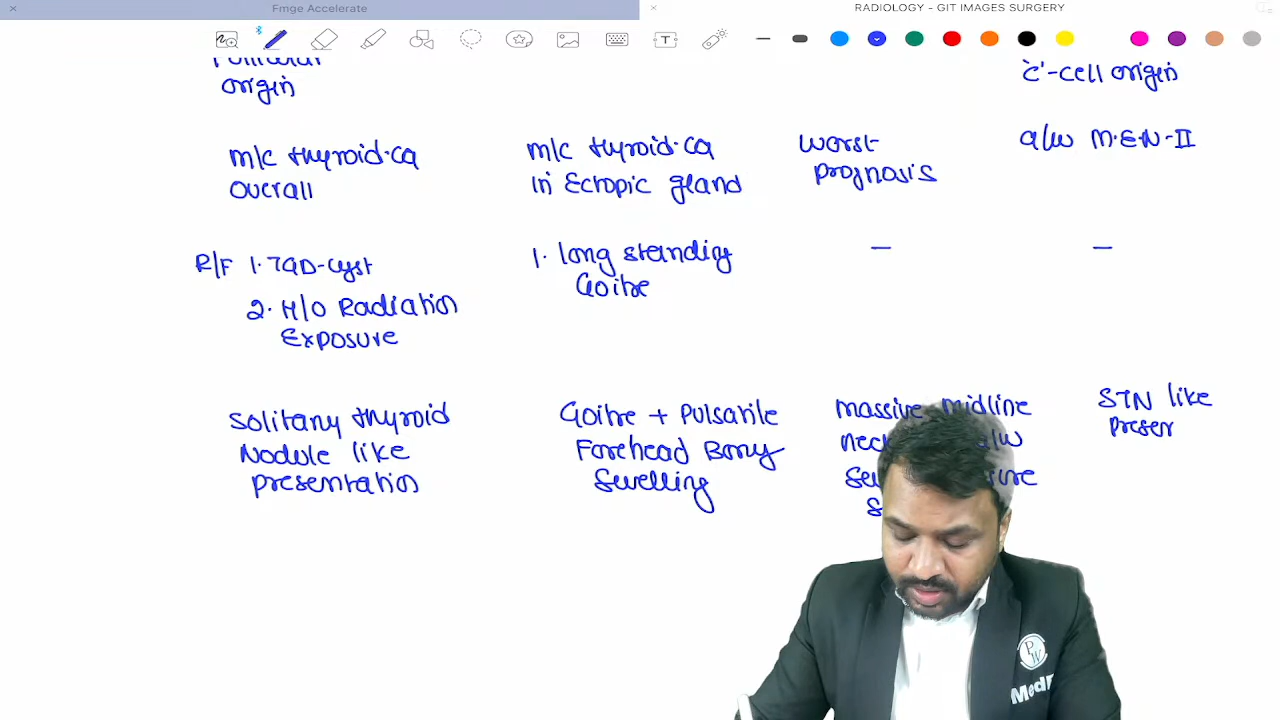 Fmge Accelerate
RADIOLOGY - GIT IMAGES SURGERY
origin
c'-cell origin
m/c thyroid.ca
overall
m/c thyroid.ca
in Ectopic gland
worst
prognosis
a/w M.E.N-II
R/F 1. TGD-cyst
2. H/O Radiation
Exposure
1. long standing
Goitre
-
-
Solitary thyroid
Nodule like
presentation
Goitre + Pulsatile
Forehead Bony
Swelling
massive midline
STN like
presen
PW
Med